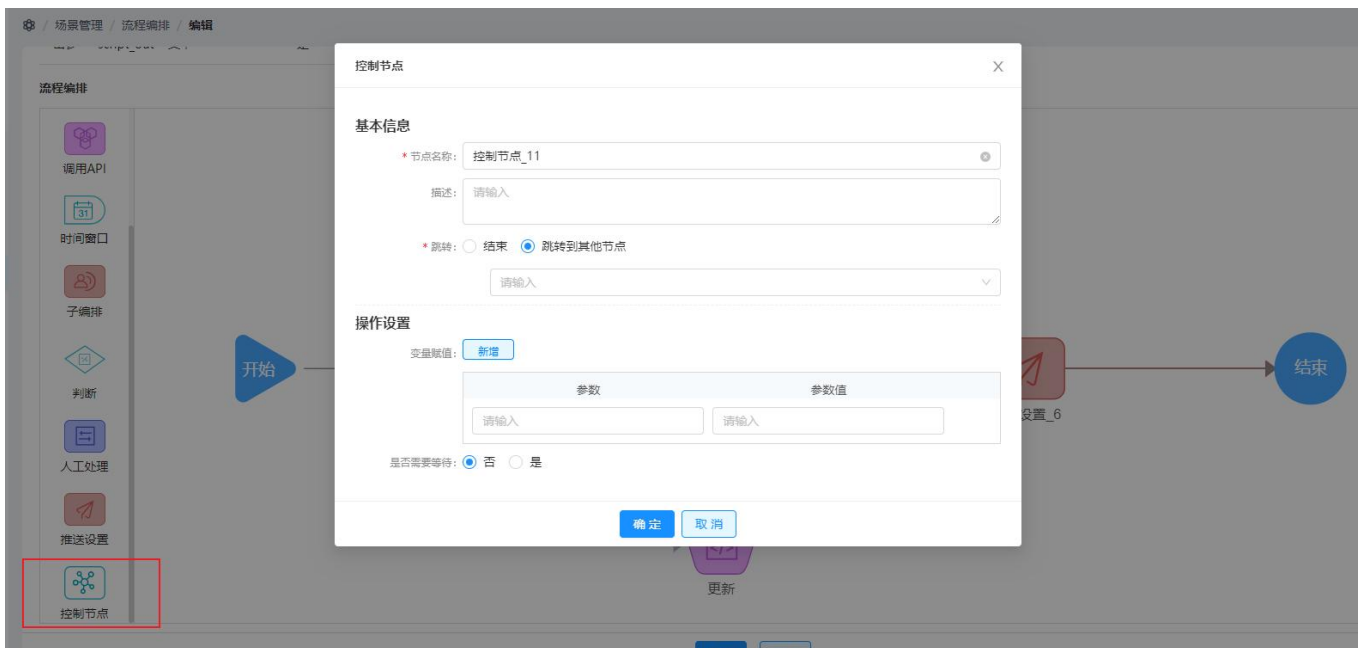 / 场景管理 / 流程编排 / 编辑
流程编排
调用API
31
时间窗口
子编排
判断
人工处理
推送设置
控制节点
开始
控制节点
基本信息
* 节点名称: 控制节点_11
描述: 请输入
* 跳转: 结束 跳转到其他节点
请输入
操作设置
变量赋值: 新增
参数 参数值
请输入 请输入
是否需要等待: 否 是
确定 取消
设置_6
结束
更新